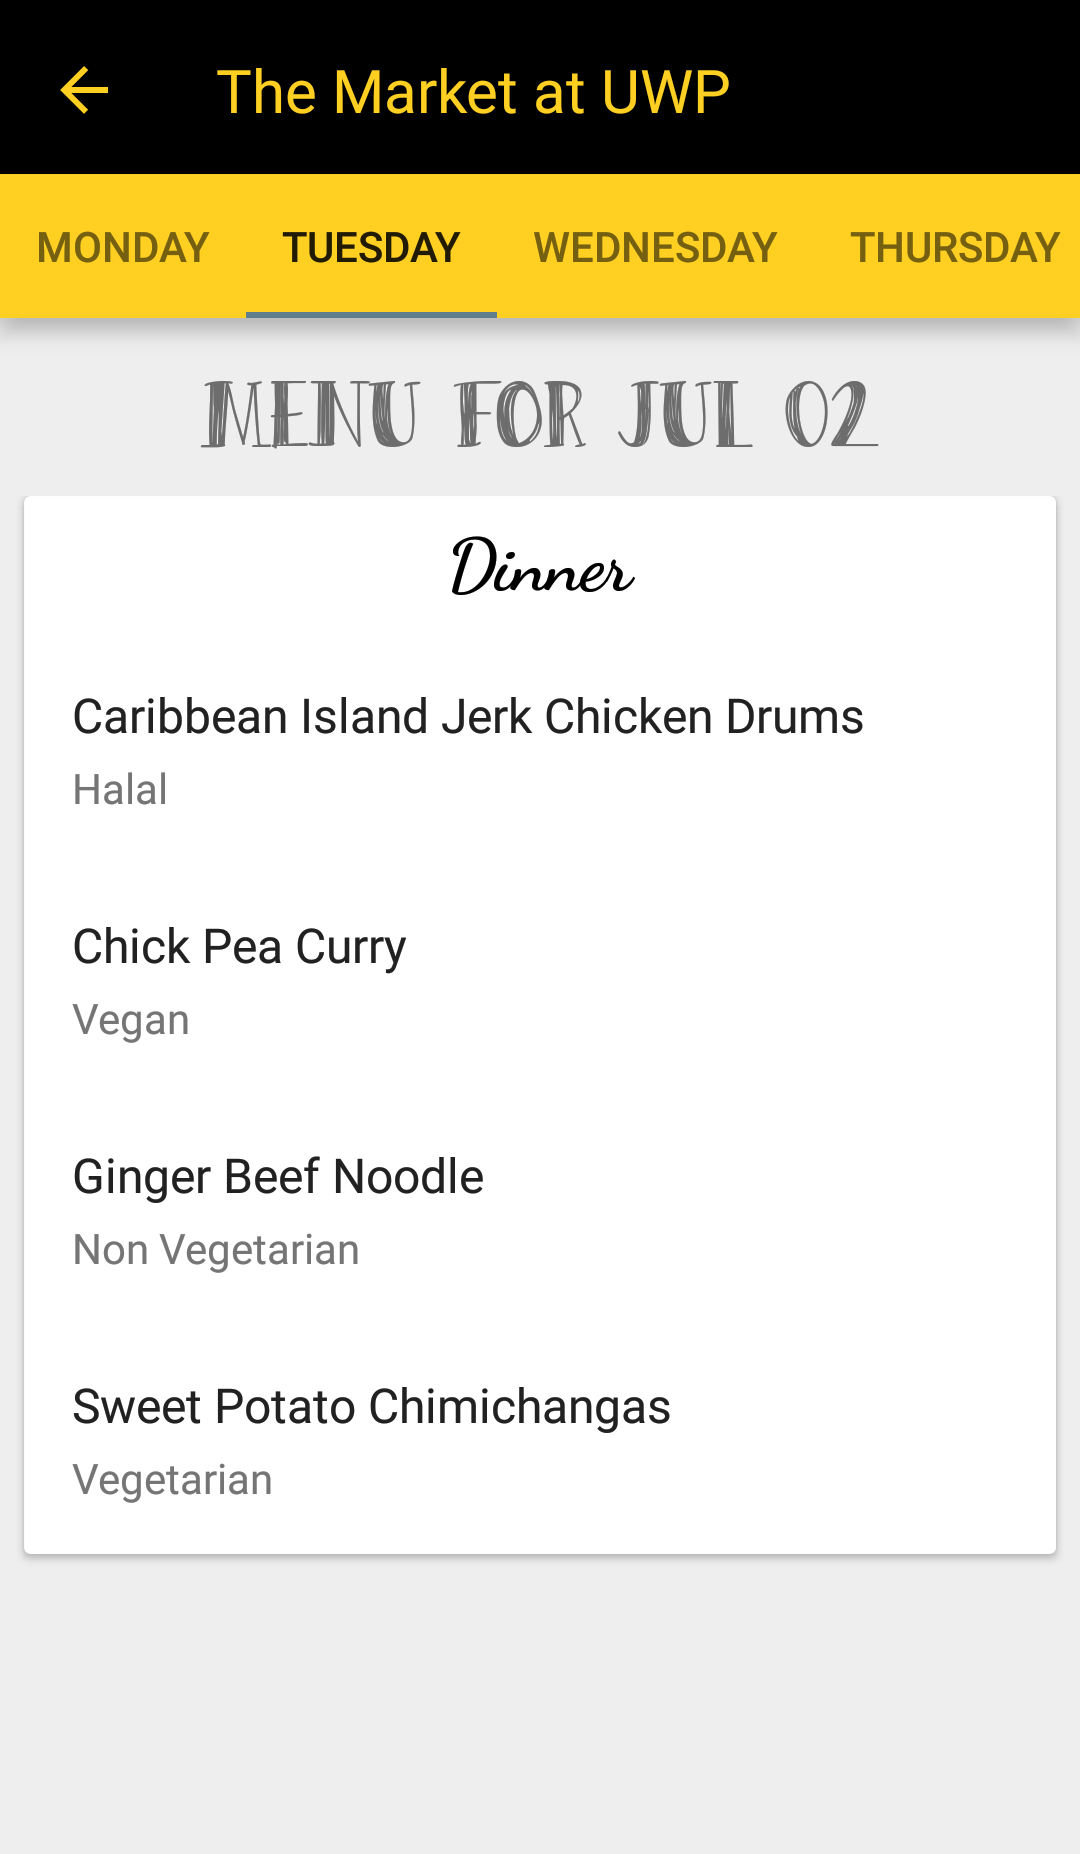 The Market at UWP
MONDAY TUESDAY WEDNESDAY THURSDAY
MENU FOR JUL 02
Dinner
Caribbean Island Jerk Chicken Drums
Halal
Chick Pea Curry
Vegan
Ginger Beef Noodle
Non Vegetarian
Sweet Potato Chimichangas
Vegetarian